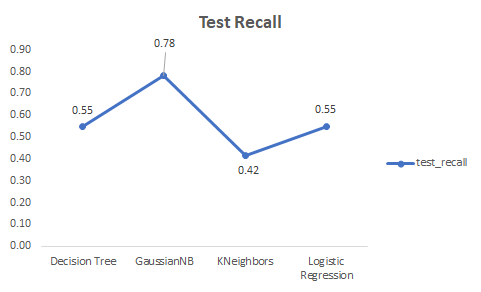 Test Recall
0.90
0.80
0.70
0.60
0.50
0.40
0.30
0.20
0.10
0.00
0.55
0.78
0.42
0.55
Decision Tree
GaussianNB
KNeighbors
Logistic
Regression
test_recall